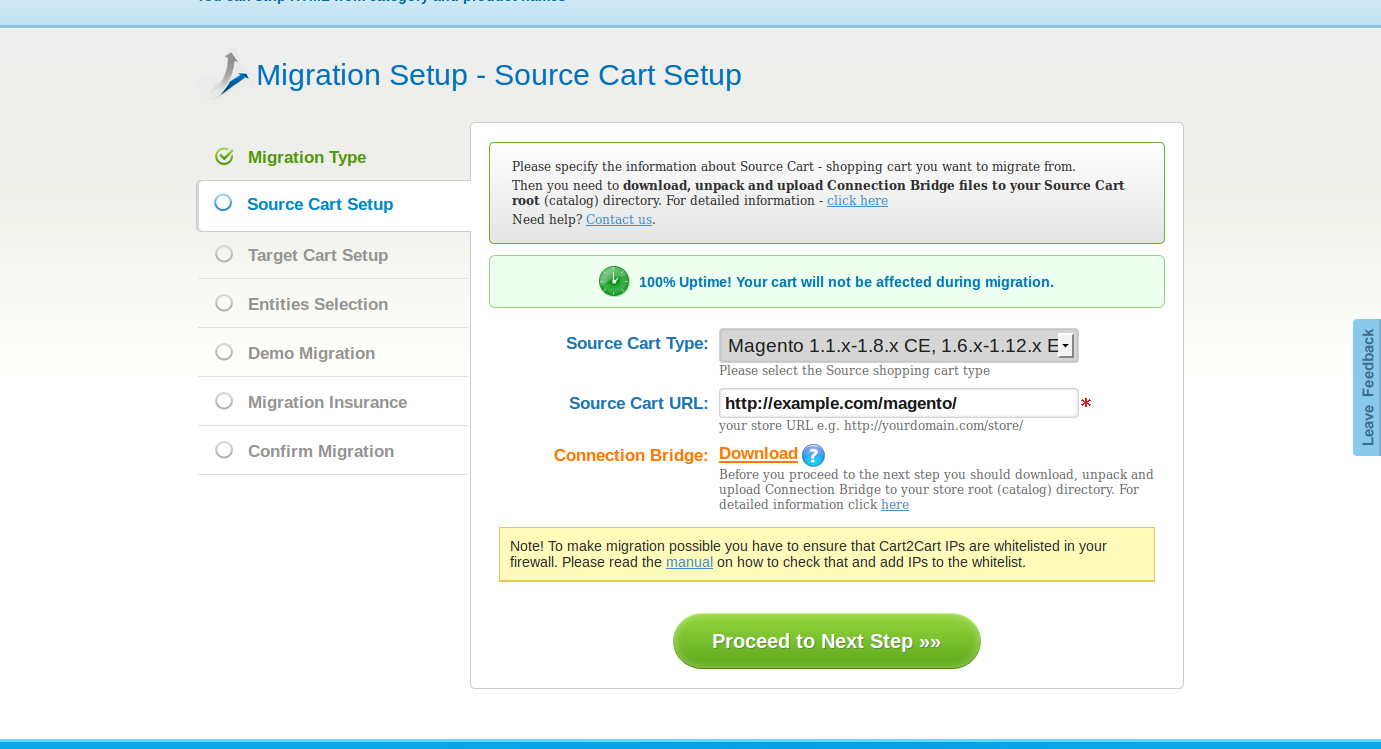 You can strip HTML from category and product names
Migration Setup - Source Cart Setup
Migration Type
Source Cart Setup
Target Cart Setup
Entities Selection
Demo Migration
Migration Insurance
Confirm Migration
Please specify the information about Source Cart - shopping cart you want to migrate from.
Then you need to download, unpack and upload Connection Bridge files to your Source Cart
root (catalog) directory. For detailed information - click here
Need help? Contact us.
100% Uptime! Your cart will not be affected during migration.
Source Cart Type: Magento 1.1.x-1.8.x CE, 1.6.x-1.12.x E
Please select the Source shopping cart type
Source Cart URL: http://example.com/magento/ *
your store URL e.g. http://yourdomain.com/store/
Connection Bridge: Download ?
Before you proceed to the next step you should download, unpack and
upload Connection Bridge to your store root (catalog) directory. For
detailed information click here
Note! To make migration possible you have to ensure that Cart2Cart IPs are whitelisted in your
firewall. Please read the manual on how to check that and add IPs to the whitelist.
Proceed to Next Step »»
Leave Feedback